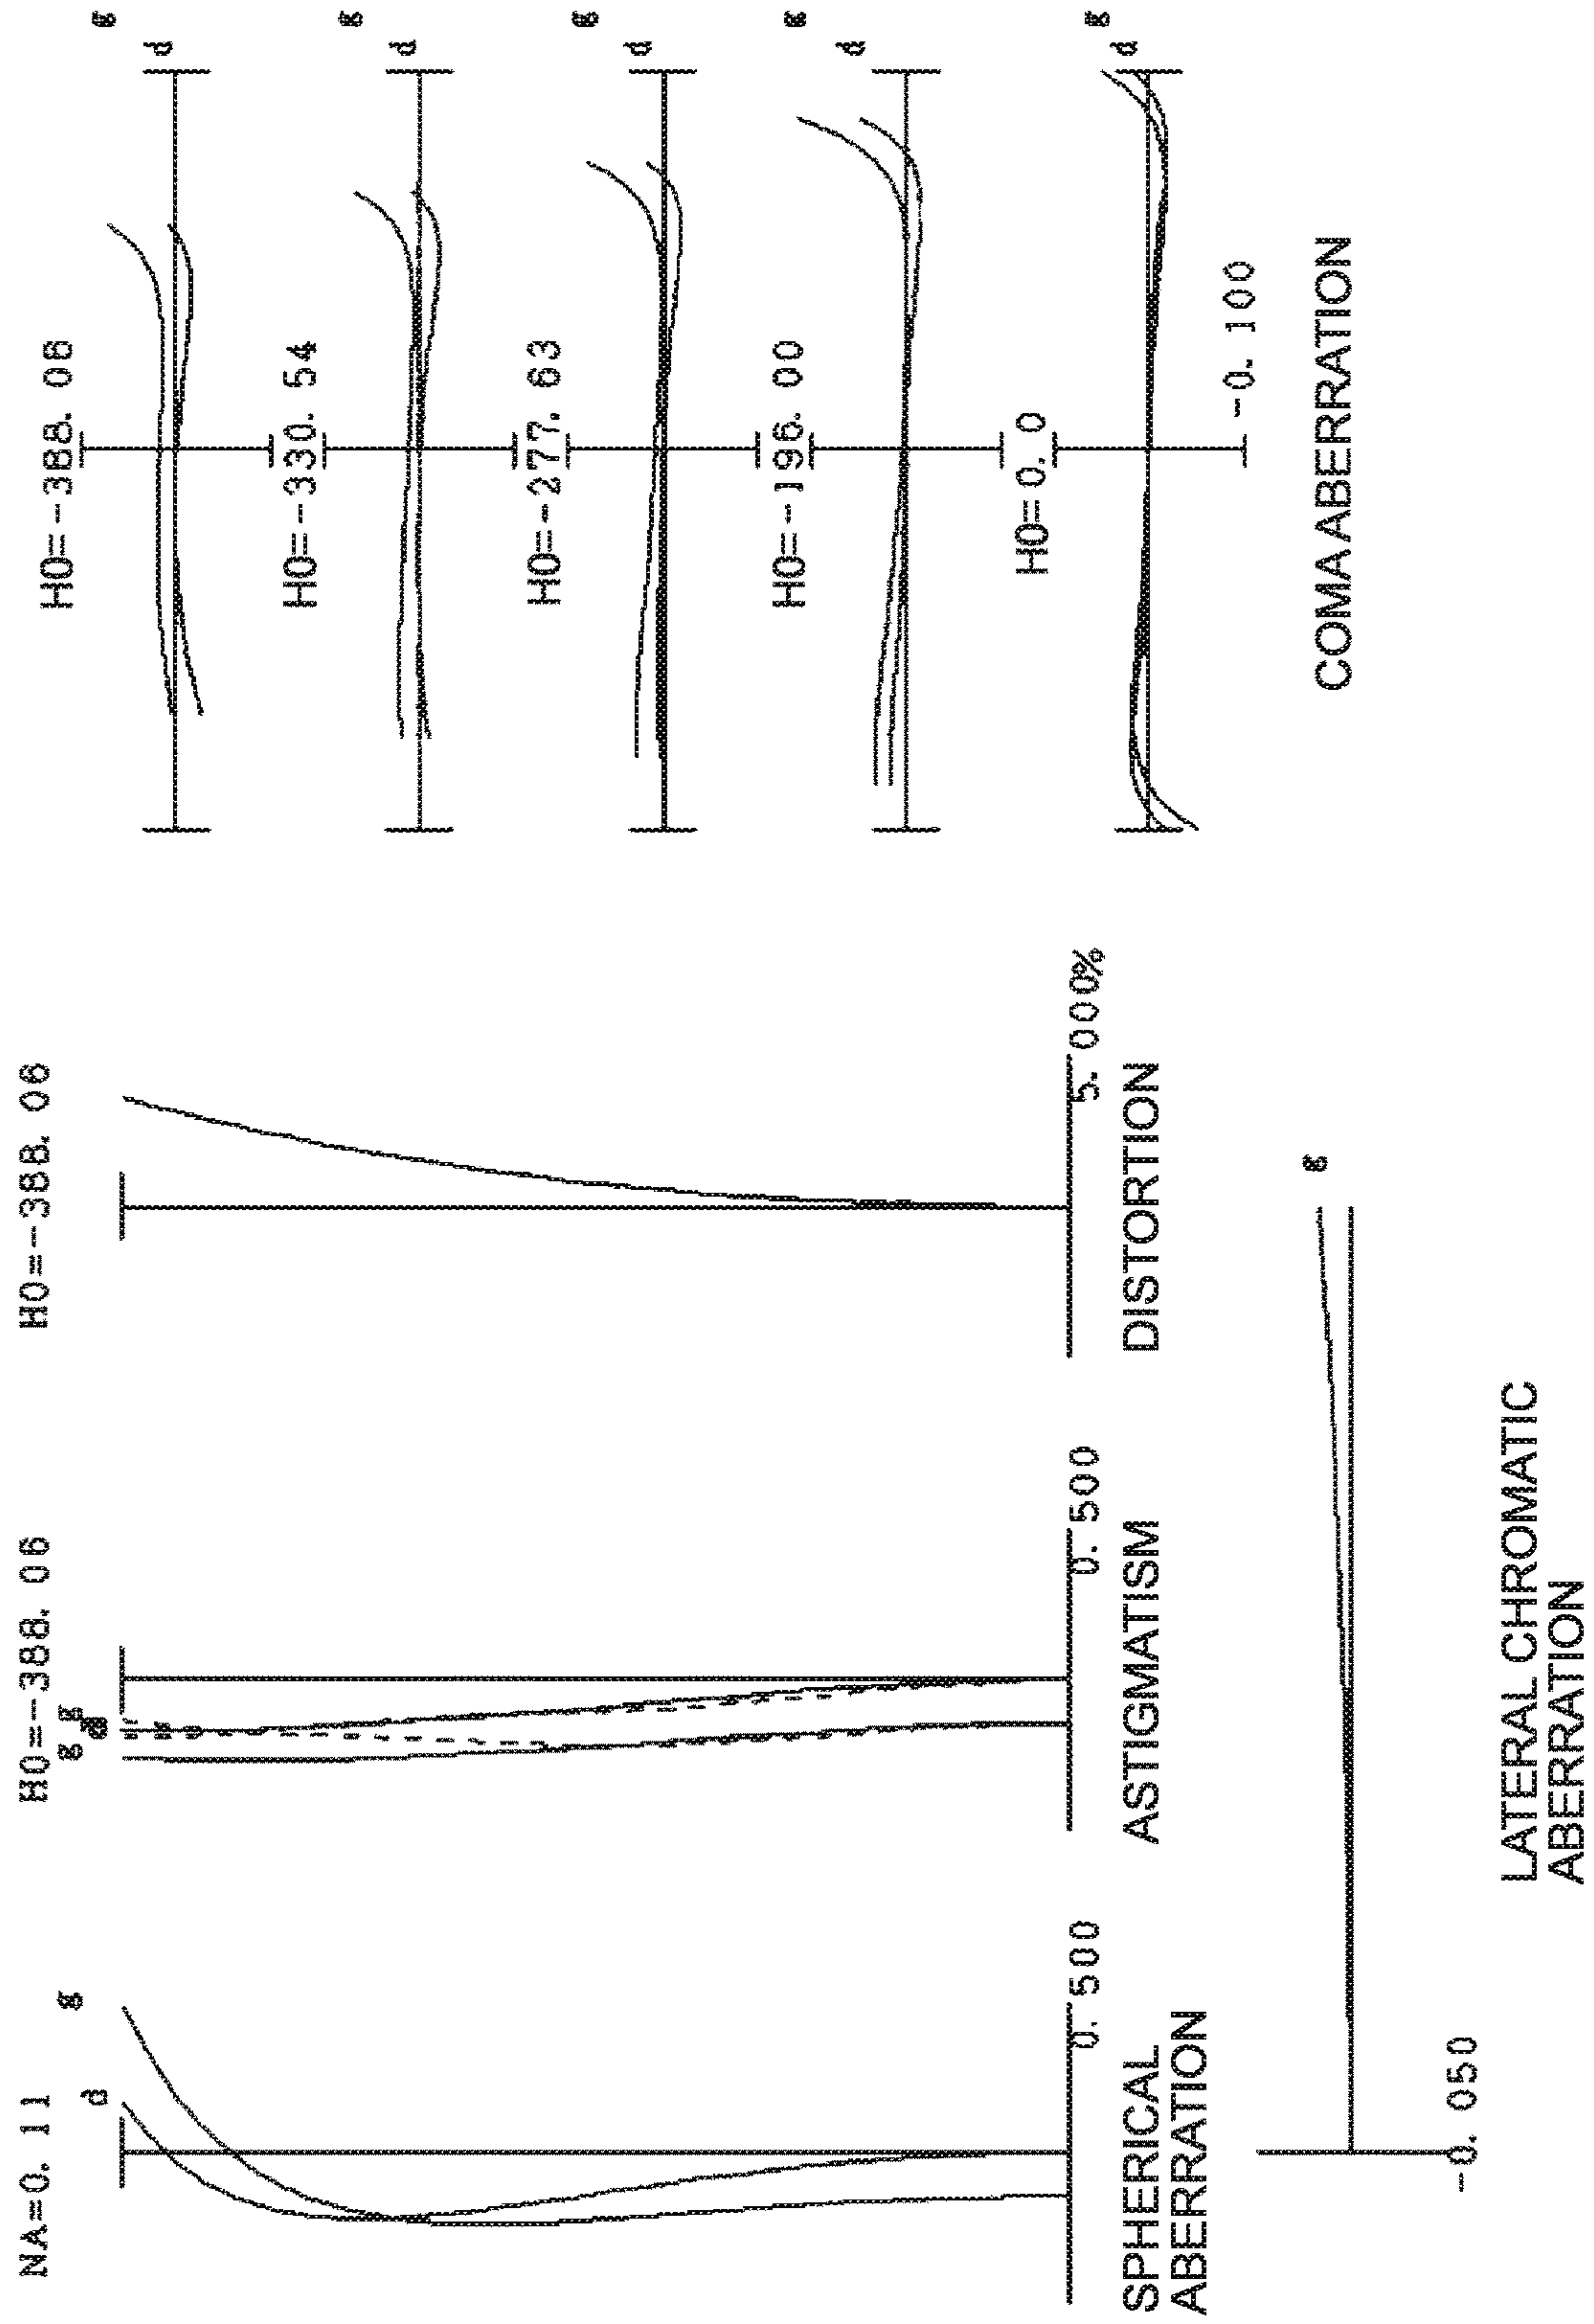 NA=0. 11
d
g
0. 500
SPHERICAL
ABERRATION
H0=-388. 06
g
d
g
0. 500
ASTIGMATISM
H0=-388. 06
5. 000%
DISTORTION
H0=-388. 06
g
d
H0=-330. 54
g
d
H0=-277. 63
g
d
H0=-196. 00
g
d
H0=0. 0
g
d
-0. 100
COMA ABERRATION
g
-0. 050
LATERAL CHROMATIC
ABERRATION